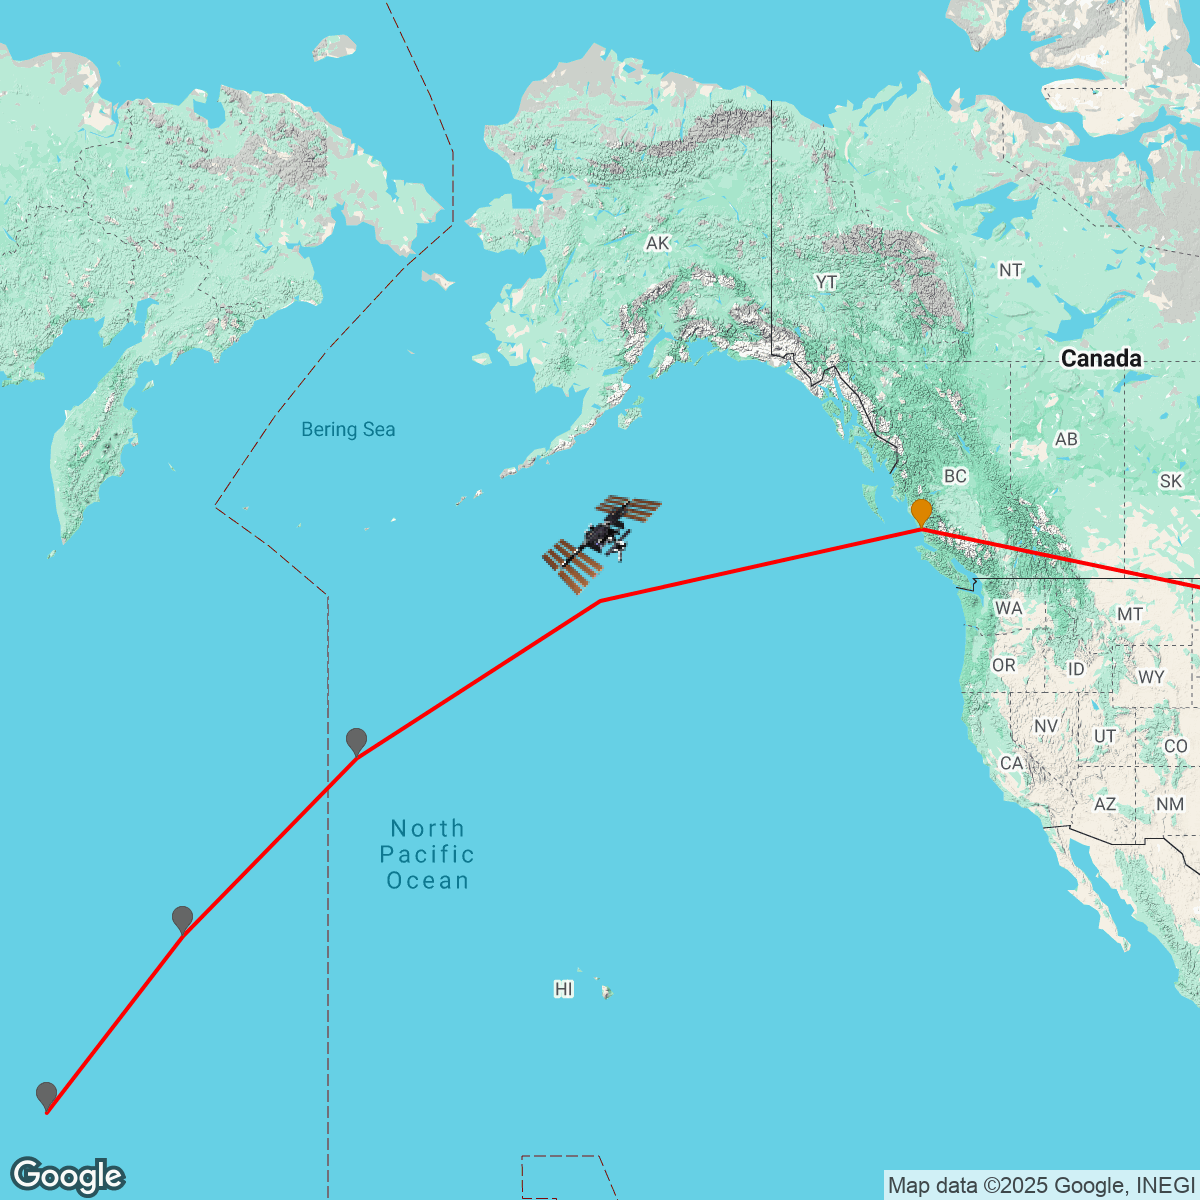 AK
YT
NT
Canada
Bering Sea
AB
BC
SK
WA
MT
OR
ID
WY
NV
UT
CO
CA
AZ
NM
North
Pacific
Ocean
HI
Google
Map data ©2025 Google, INEGI